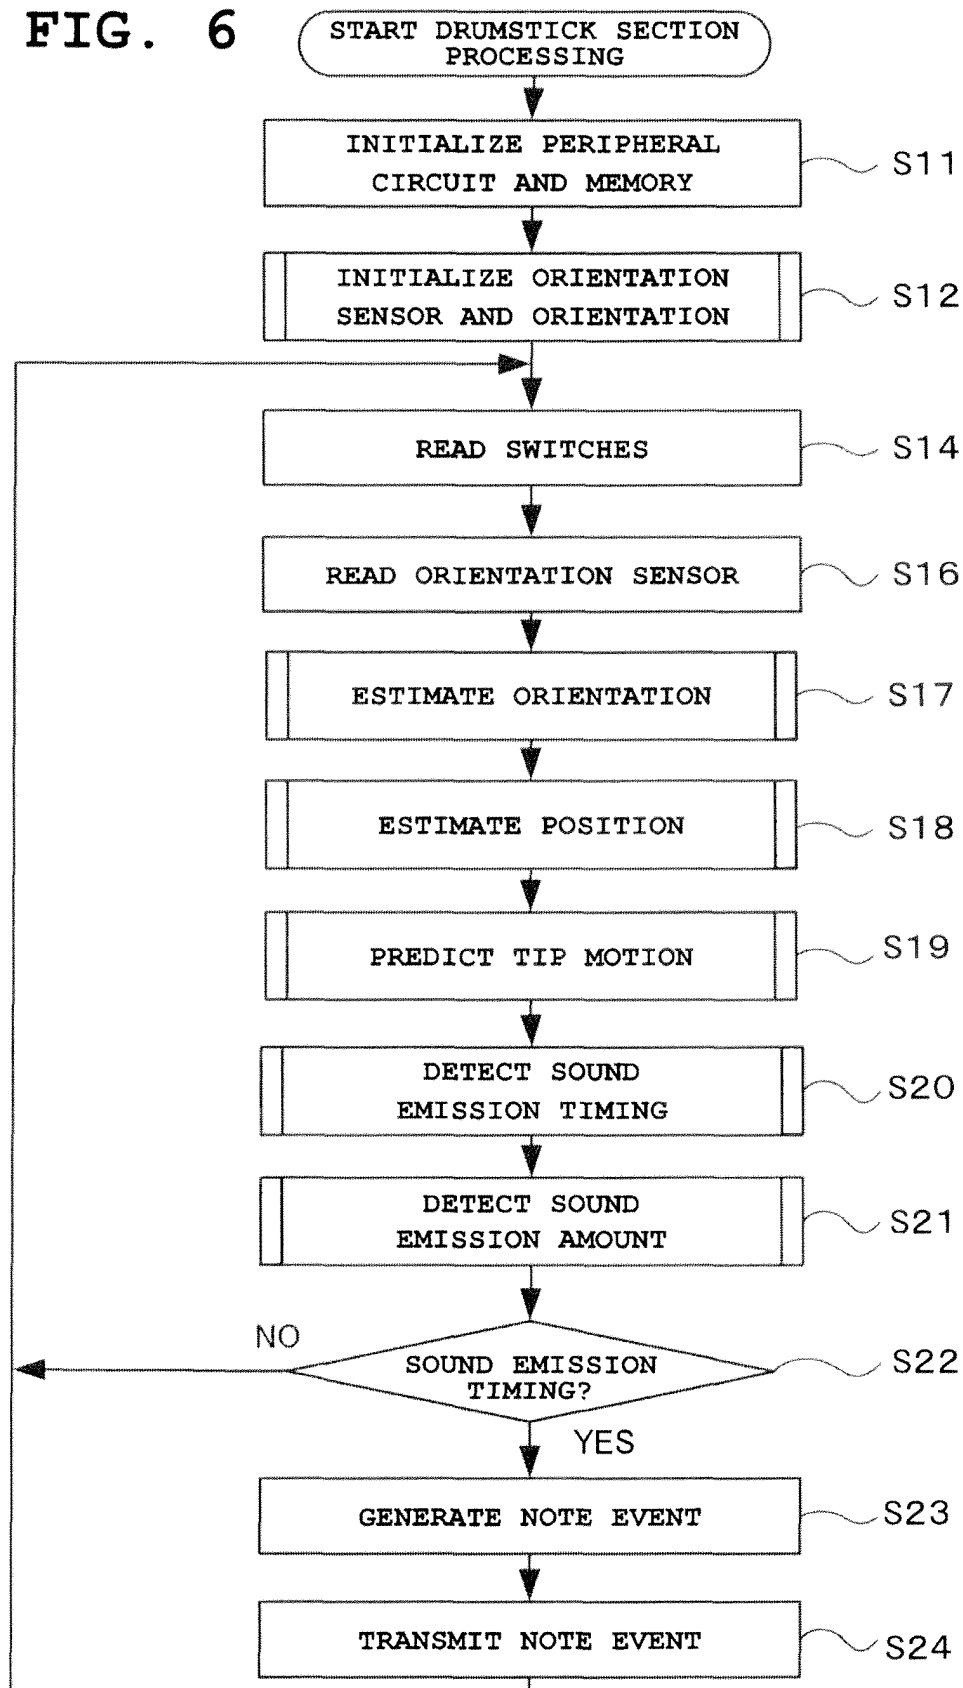 FIG. 6
START DRUMSTICK SECTION
PROCESSING
INITIALIZE PERIPHERAL
CIRCUIT AND MEMORY
S11
INITIALIZE ORIENTATION
SENSOR AND ORIENTATION
S12
READ SWITCHES
S14
READ ORIENTATION SENSOR
S16
ESTIMATE ORIENTATION
S17
ESTIMATE POSITION
S18
PREDICT TIP MOTION
S19
DETECT SOUND
EMISSION TIMING
S20
DETECT SOUND
EMISSION AMOUNT
S21
NO
SOUND EMISSION
TIMING?
S22
YES
GENERATE NOTE EVENT
S23
TRANSMIT NOTE EVENT
S24